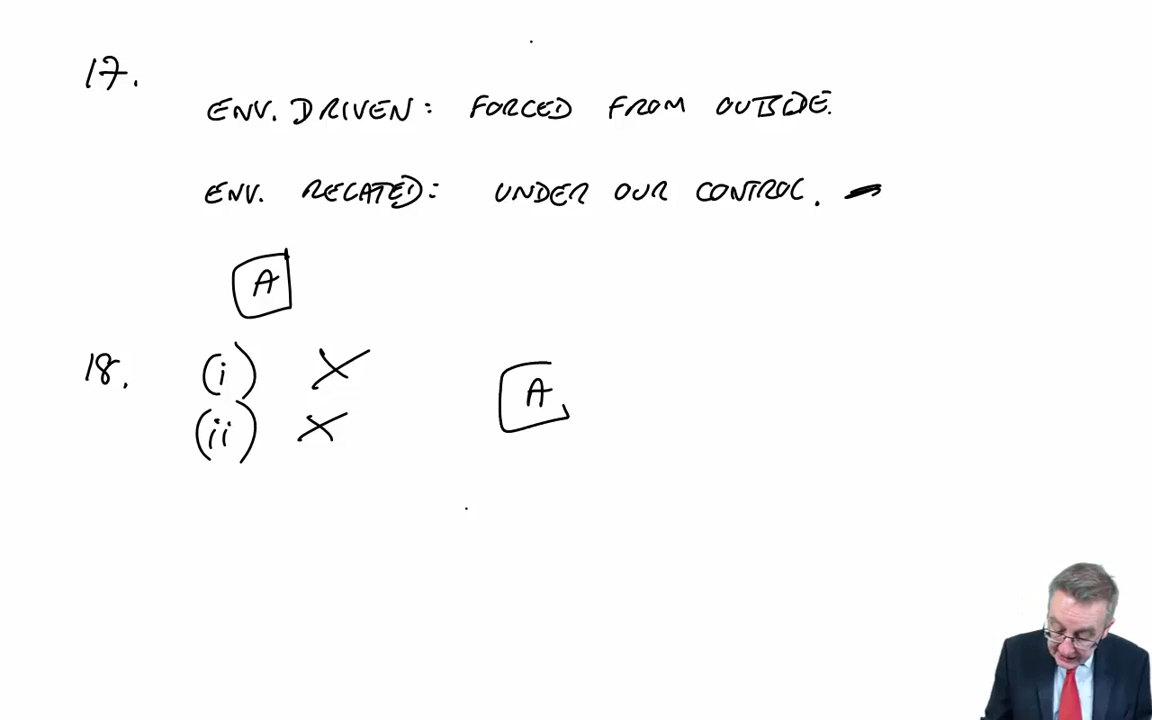 17.
ENV. DRIVEN: FORCED FROM OUTSIDE.
ENV. RELATED: UNDER OUR CONTROL.
A
18. (i) X
A
(ii) X